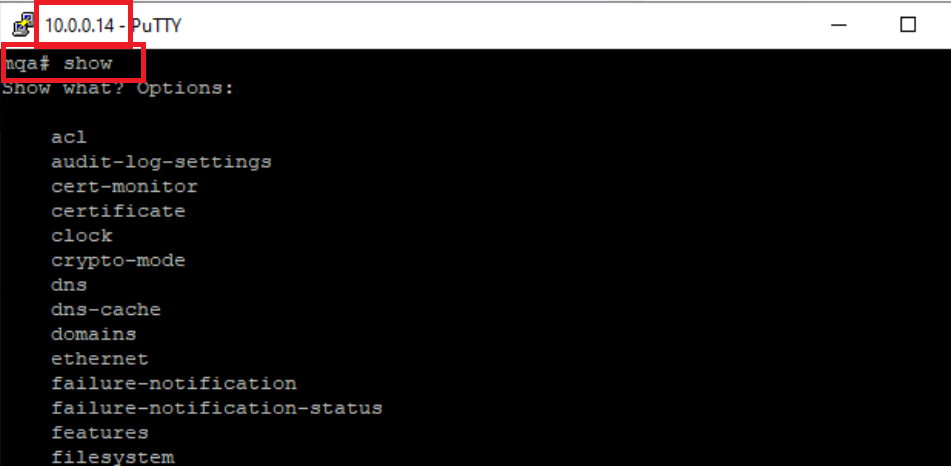 10.0.0.14 - PuTTY
mqa# show
Show what? Options:
acl
audit-log-settings
cert-monitor
certificate
clock
crypto-mode
dns
dns-cache
domains
ethernet
failure-notification
failure-notification-status
features
filesystem